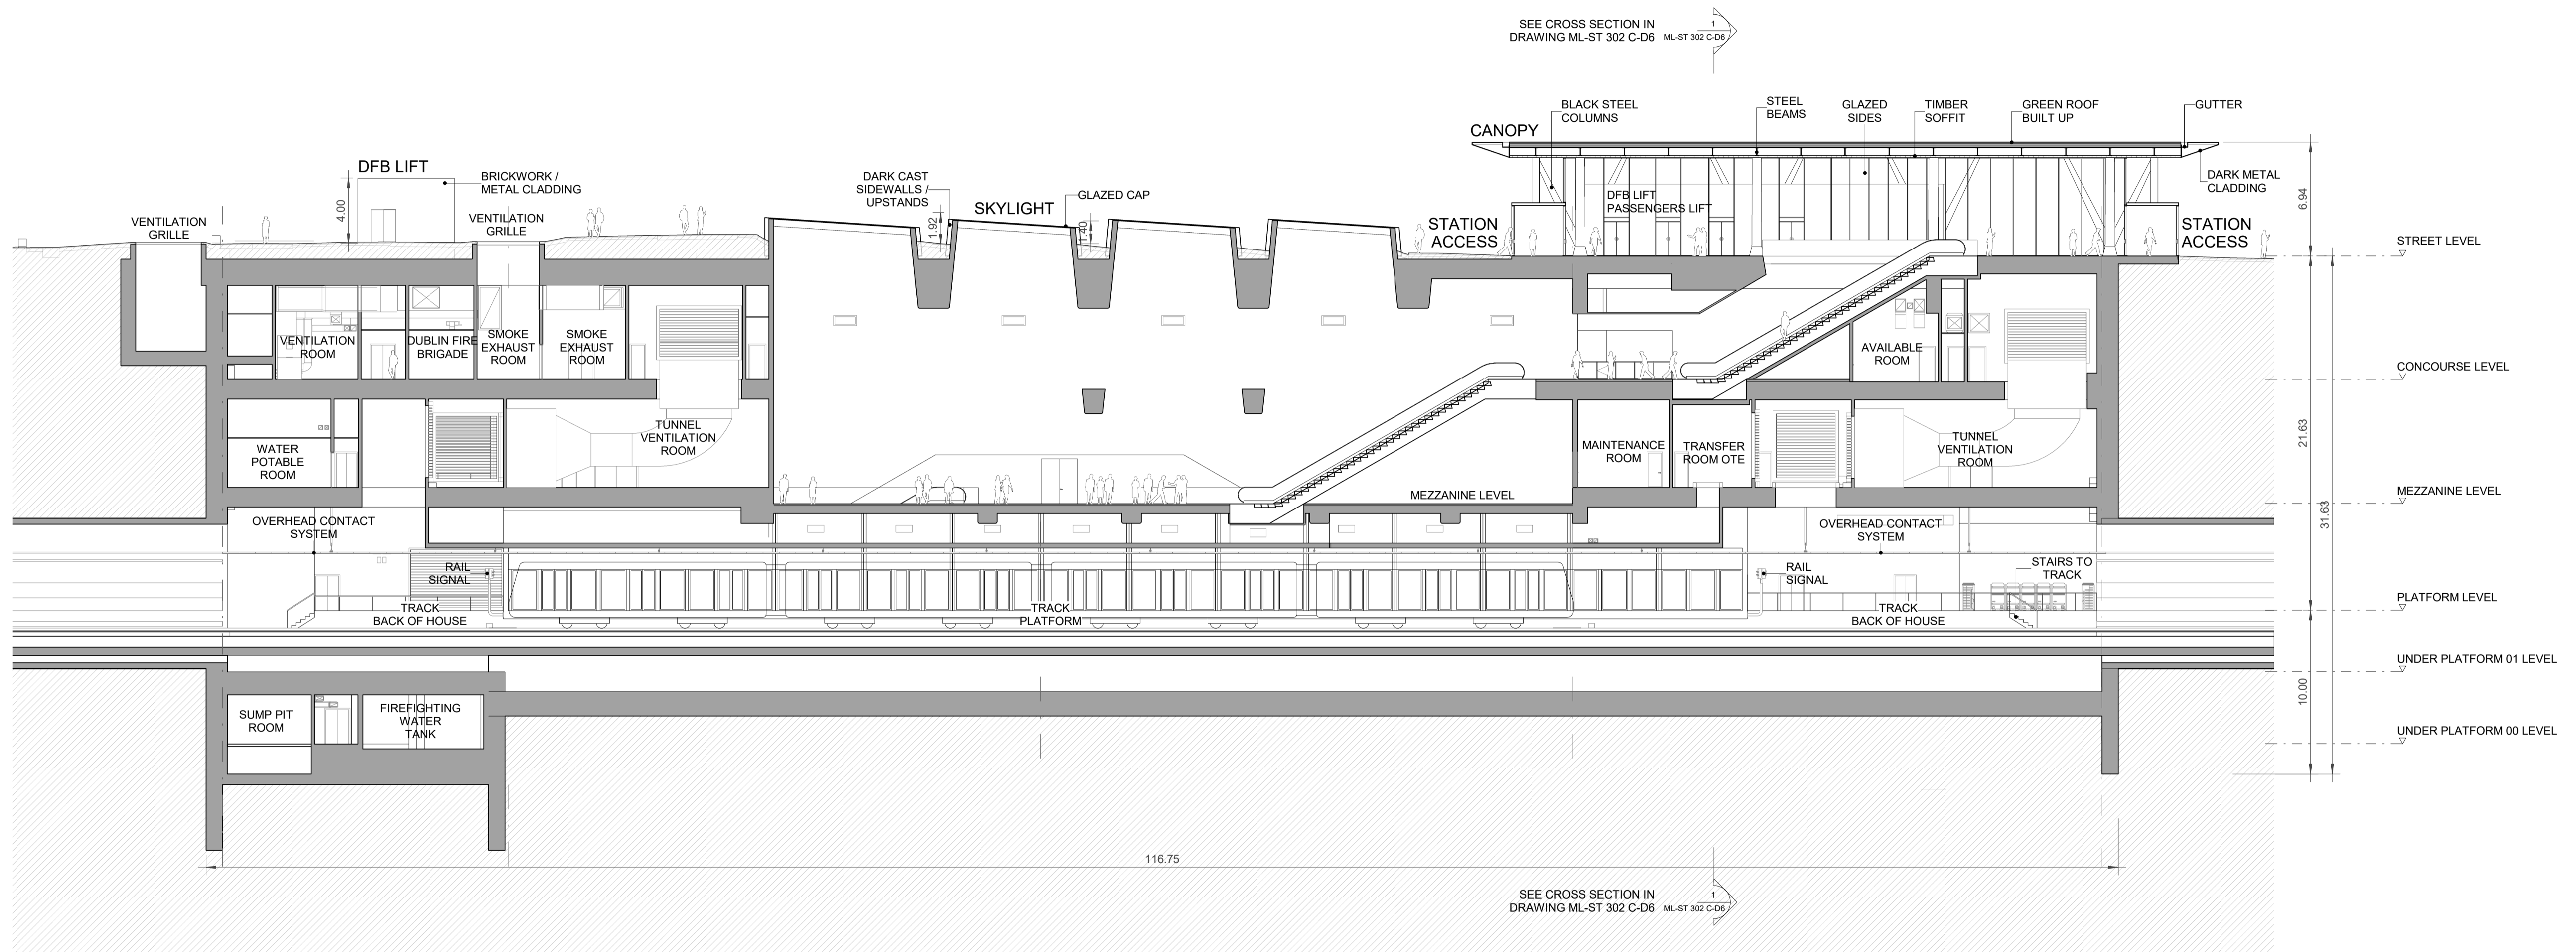 SEE CROSS SECTION IN
DRAWING ML-ST 302 C-D6
1
ML-ST 302 C-D6
BLACK STEEL
COLUMNS
STEEL
BEAMS
GLAZED
SIDES
TIMBER
SOFFIT
GREEN ROOF
BUILT UP
GUTTER
CANOPY
DFB LIFT
BRICKWORK /
METAL CLADDING
DARK CAST
SIDEWALLS /
UPSTANDS
GLAZED CAP
SKYLIGHT
DFB LIFT
PASSENGERS LIFT
DARK METAL
CLADDING
6.94
4.00
1.92
1.40
VENTILATION
GRILLE
VENTILATION
GRILLE
STATION
ACCESS
STATION
ACCESS
STREET LEVEL
VENTILATION
ROOM
DUBLIN FIRE
BRIGADE
SMOKE
EXHAUST
ROOM
SMOKE
EXHAUST
ROOM
AVAILABLE
ROOM
CONCOURSE LEVEL
WATER
POTABLE
ROOM
TUNNEL
VENTILATION
ROOM
MAINTENANCE
ROOM
TRANSFER
ROOM OTE
TUNNEL
VENTILATION
ROOM
21.63
MEZZANINE LEVEL
MEZZANINE LEVEL
31.63
OVERHEAD CONTACT
SYSTEM
OVERHEAD CONTACT
SYSTEM
RAIL
SIGNAL
RAIL
SIGNAL
STAIRS TO
TRACK
TRACK
BACK OF HOUSE
TRACK
PLATFORM
TRACK
BACK OF HOUSE
PLATFORM LEVEL
UNDER PLATFORM 01 LEVEL
10.00
SUMP PIT
ROOM
FIREFIGHTING
WATER
TANK
UNDER PLATFORM 00 LEVEL
116.75
SEE CROSS SECTION IN
DRAWING ML-ST 302 C-D6
1
ML-ST 302 C-D6